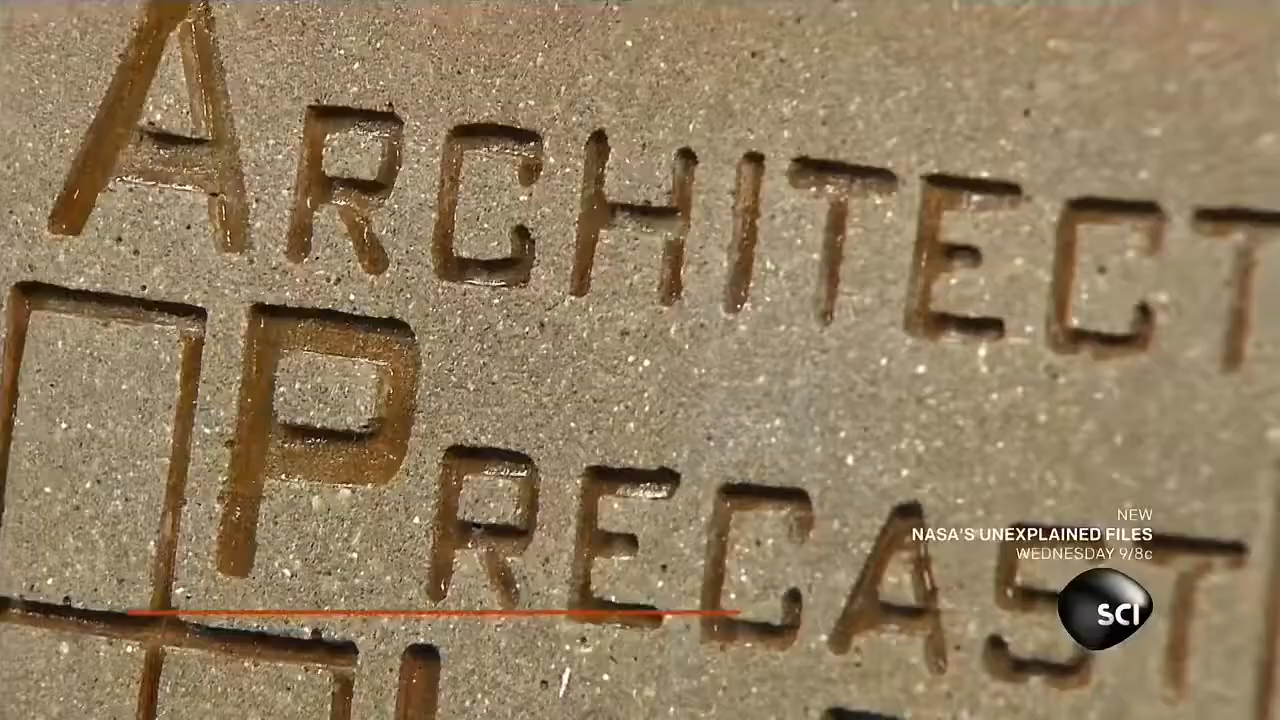 ARCHITECT
PRECAST
NEW
NASA'S UNEXPLAINED FILES
WEDNESDAY 9/8c
SCI